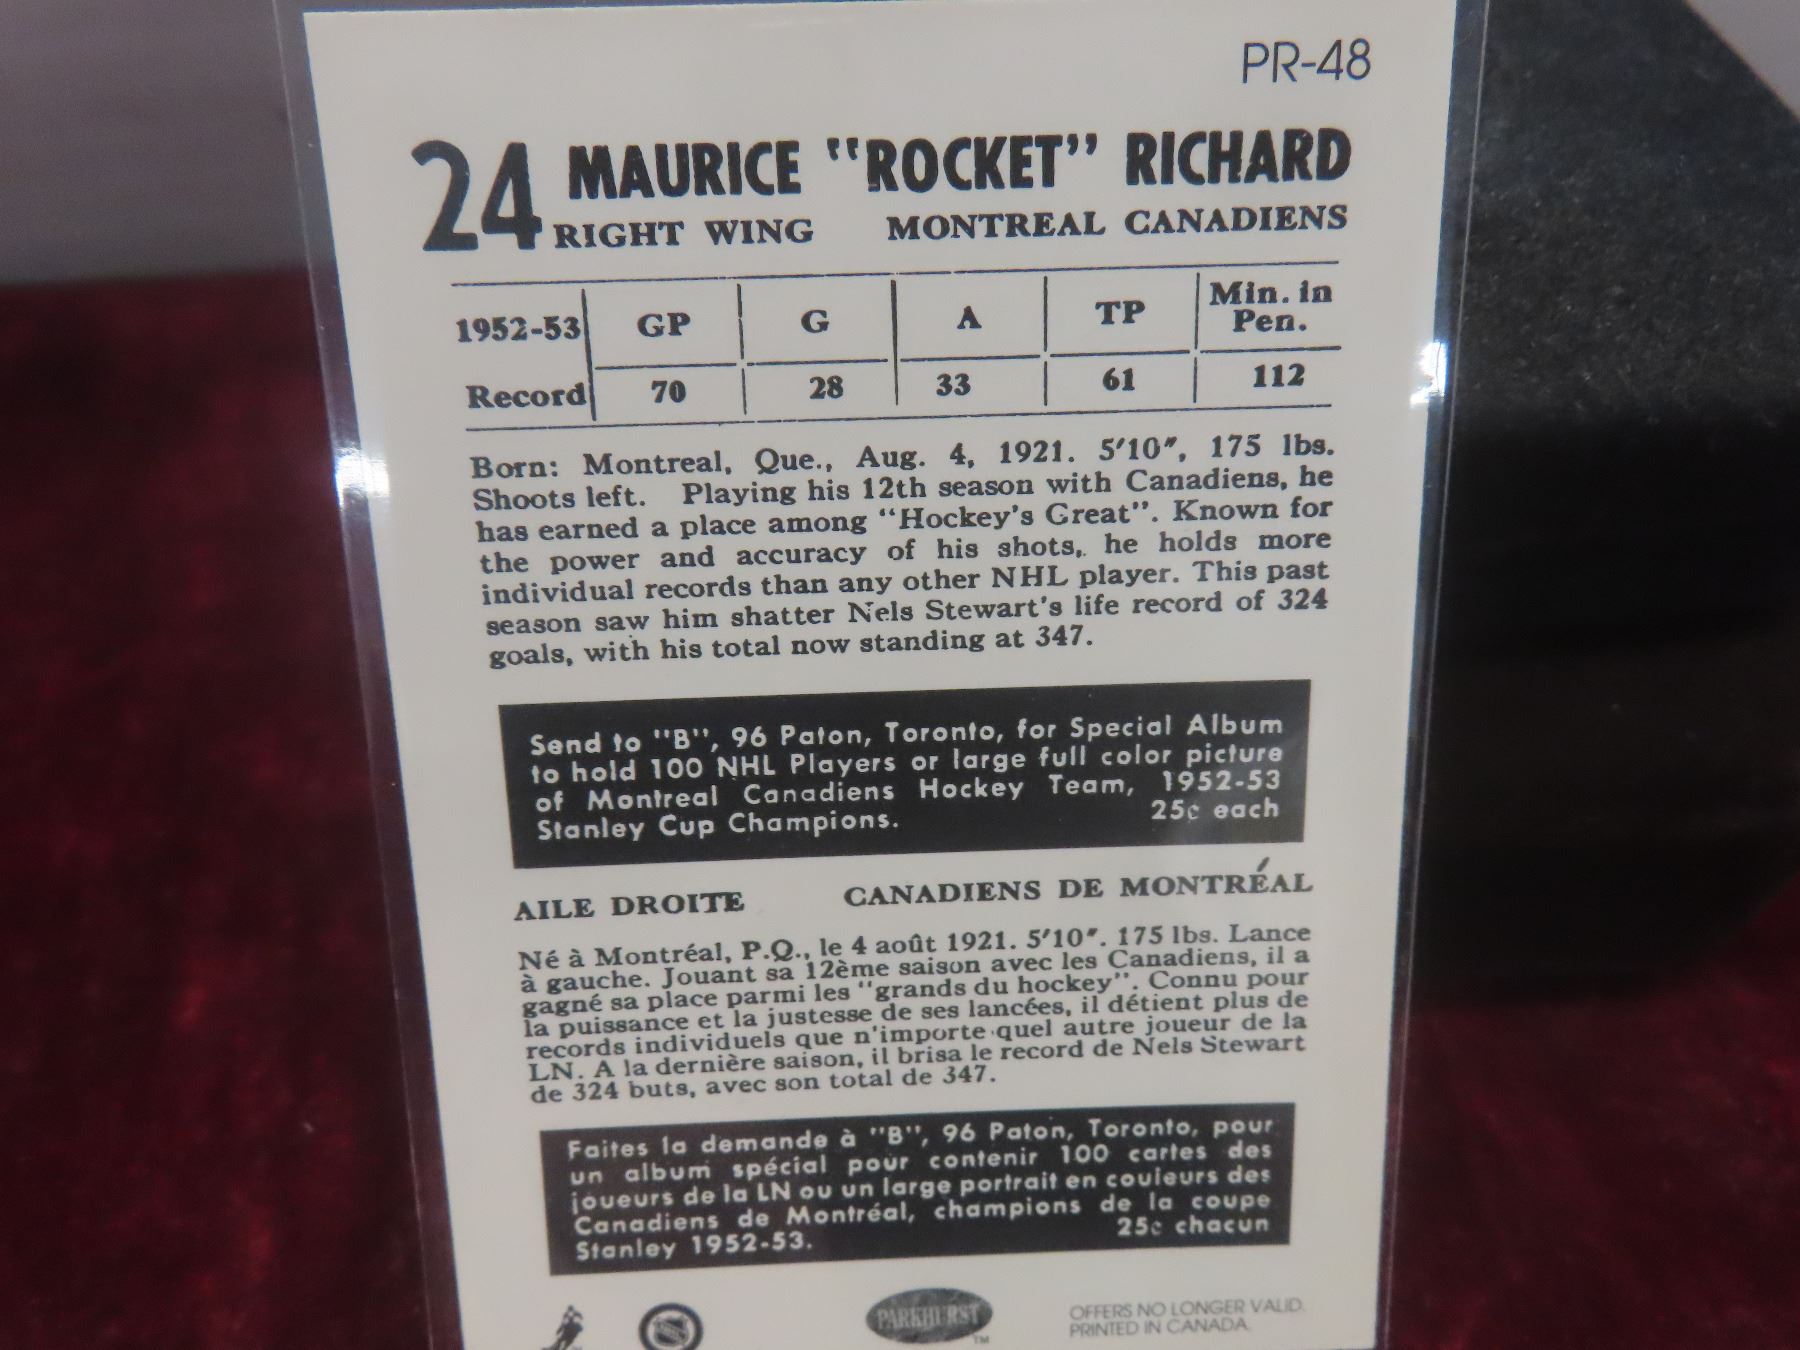 PR-48
24 MAURICE "ROCKET" RICHARD
RIGHT WING MONTREAL CANADIENS
1952-53 GP G A TP Min. in Pen.
Record 70 28 33 61 112
Born: Montreal, Que., Aug. 4, 1921. 5'10", 175 lbs.
Shoots left. Playing his 12th season with Canadiens, he
has earned a place among "Hockey's Great". Known for
the power and accuracy of his shots, he holds more
individual records than any other NHL player. This past
season saw him shatter Nels Stewart's life record of 324
goals, with his total now standing at 347.
Send to "B", 96 Paton, Toronto, for Special Album
to hold 100 NHL Players or large full color picture
of Montreal Canadiens Hockey Team, 1952-53
Stanley Cup Champions. 25c each
AILE DROITE CANADIENS DE MONTRÉAL
Né à Montréal, P.Q., le 4 août 1921. 5'10". 175 lbs. Lance
à gauche. Jouant sa 12ème saison avec les Canadiens, il a
gagné sa place parmi les "grands du hockey". Connu pour
la puissance et la justesse de ses lancées, il détient plus de
records individuels que n'importe quel autre joueur de la
LN. A la dernière saison, il brisa le record de Nels Stewart
de 324 buts, avec son total de 347.
Faites la demande à "B", 96 Paton, Toronto, pour
un album spécial pour contenir 100 cartes des
joueurs de la LN ou un large portrait en couleurs des
Canadiens de Montréal, champions de la coupe
Stanley 1952-53. 25c chacun
PARKHURST TM
OFFERS NO LONGER VALID.
PRINTED IN CANADA.